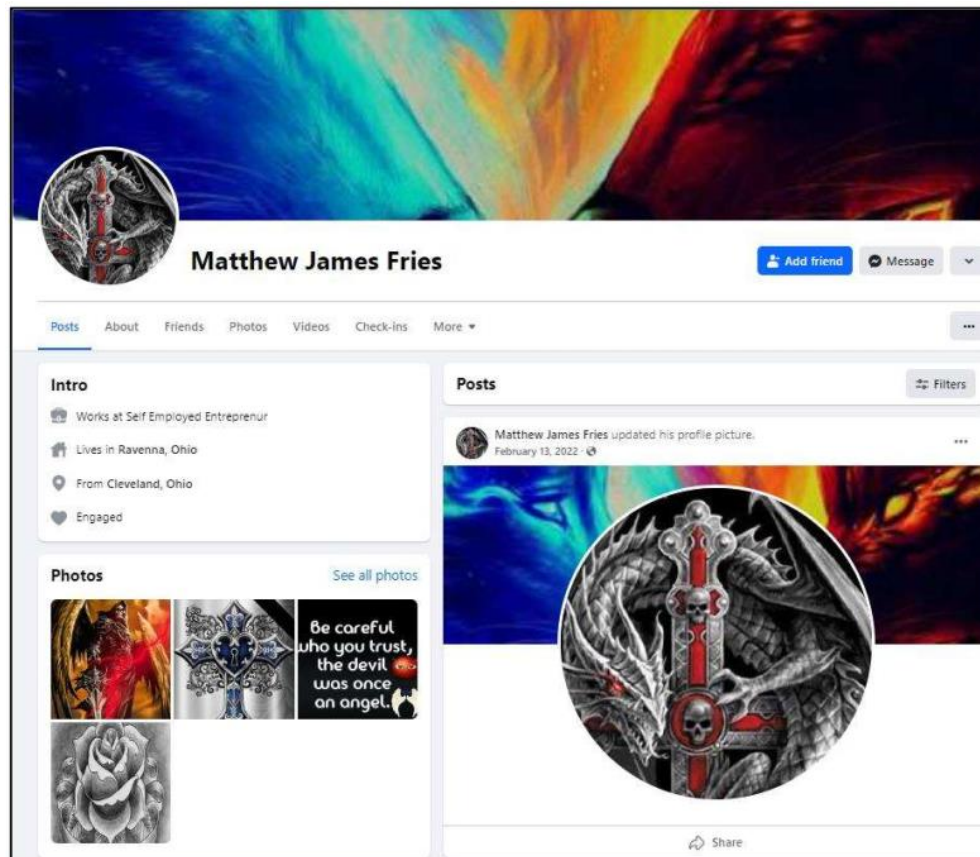 Matthew James Fries
Add friend
Message
Posts
About
Friends
Photos
Videos
Check-ins
More
Intro
Works at Self Employed Entreprenur
Lives in Ravenna, Ohio
From Cleveland, Ohio
Engaged
Photos
See all photos
Be careful
who you trust,
the devil
was once
an angel.
Posts
Filters
Matthew James Fries updated his profile picture.
February 13, 2022
Share